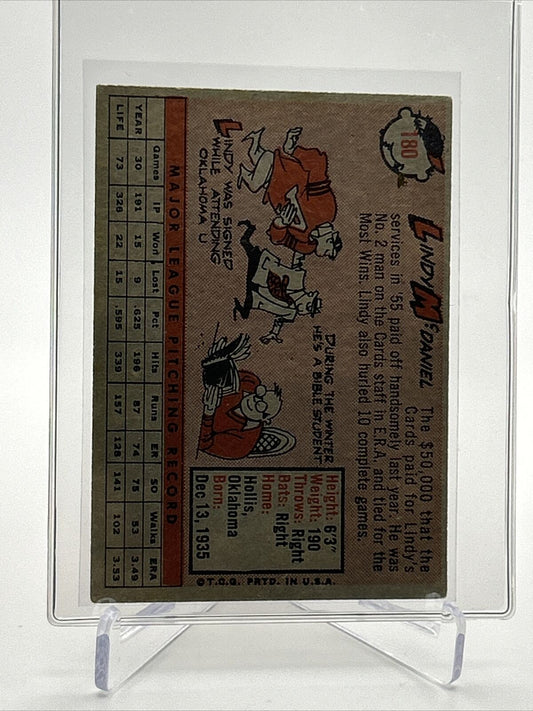 180
LINDY McDANIEL
The $50,000 that the
Cards paid for Lindy's
services in '55 paid off handsomely last year. He was
No. 2 man on the Cards staff in E.R.A. and tied for the
Most Wins. Lindy also hurled 10 complete games.
LINDY WAS SIGNED
WHILE ATTENDING
OKLAHOMA U
DURING THE WINTER
HE'S A BIBLE STUDENT
Height: 6'3"
Weight: 190
Throws: Right
Bats: Right
Home:
Hollis,
Oklahoma
Born:
Dec 13, 1935
MAJOR LEAGUE PITCHING RECORD
Games IP Won Lost Pct Hits Runs ER SO Walks ERA
YEAR 30 191 15 9 .625 196 87 74 75 53 3.49
LIFE 73 326 22 15 .595 339 157 128 141 102 3.53
©T.C.G. PRTD. IN U.S.A.